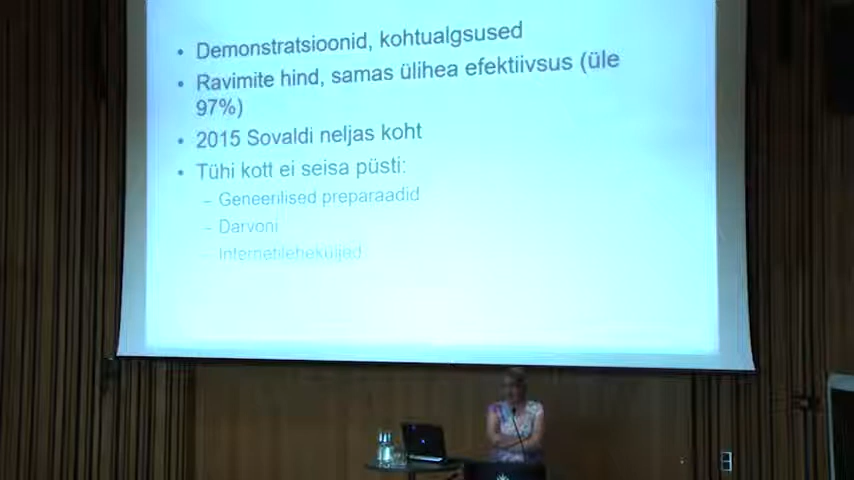 • Demonstratsioonid, kohtualgsused
• Ravimite hind, samas ülihea efektiivsus (üle
97%)
• 2015 Sovaldi neljas koht
• Tühi kott ei seisa püsti:
– Geneerilised preparaadid
– Darvoni
– Internetileheküljed